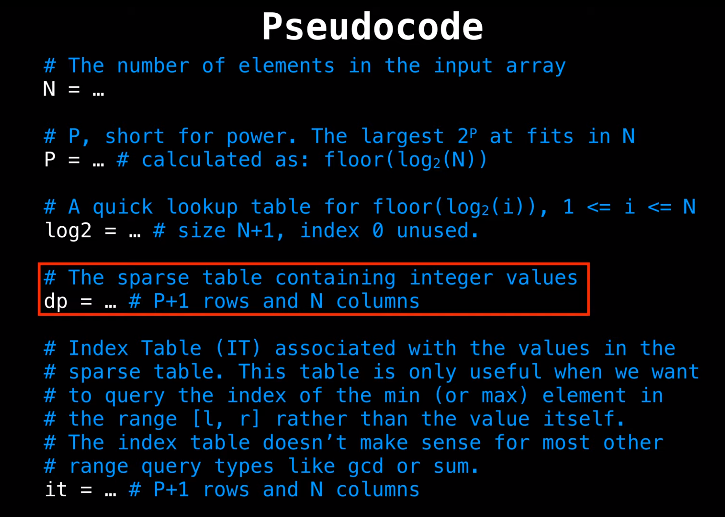 Pseudocode
# The number of elements in the input array
N = …
# P, short for power. The largest 2ᴾ at fits in N
P = … # calculated as: floor(log₂(N))
# A quick lookup table for floor(log₂(i)), 1 <= i <= N
log2 = … # size N+1, index 0 unused.
# The sparse table containing integer values
dp = … # P+1 rows and N columns
# Index Table (IT) associated with the values in the
# sparse table. This table is only useful when we want
# to query the index of the min (or max) element in
# the range [l, r] rather than the value itself.
# The index table doesn’t make sense for most other
# range query types like gcd or sum.
it = … # P+1 rows and N columns